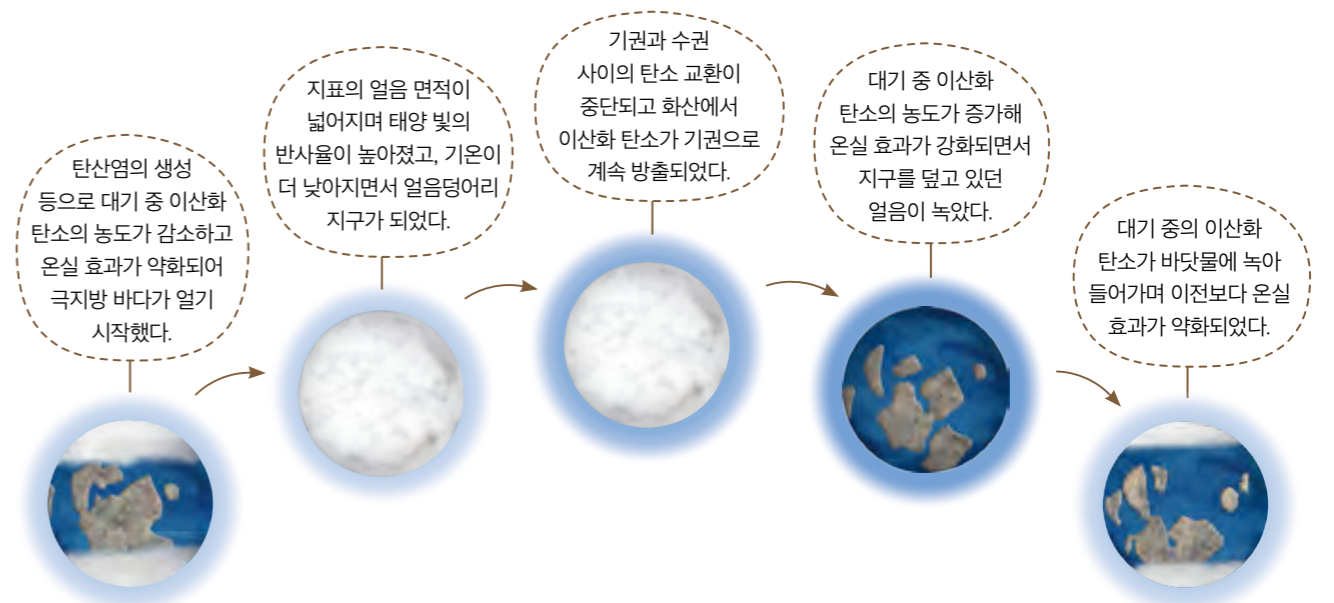 탄산염의 생성
등으로 대기 중 이산화
탄소의 농도가 감소하고
온실 효과가 약화되어
극지방 바다가 얼기
시작했다.
지표의 얼음 면적이
넓어지며 태양 빛의
반사율이 높아졌고, 기온이
더 낮아지면서 얼음덩어리
지구가 되었다.
기권과 수권
사이의 탄소 교환이
중단되고 화산에서
이산화 탄소가 기권으로
계속 방출되었다.
대기 중 이산화
탄소의 농도가 증가해
온실 효과가 강화되면서
지구를 덮고 있던
얼음이 녹았다.
대기 중의 이산화
탄소가 바닷물에 녹아
들어가며 이전보다 온실
효과가 약화되었다.